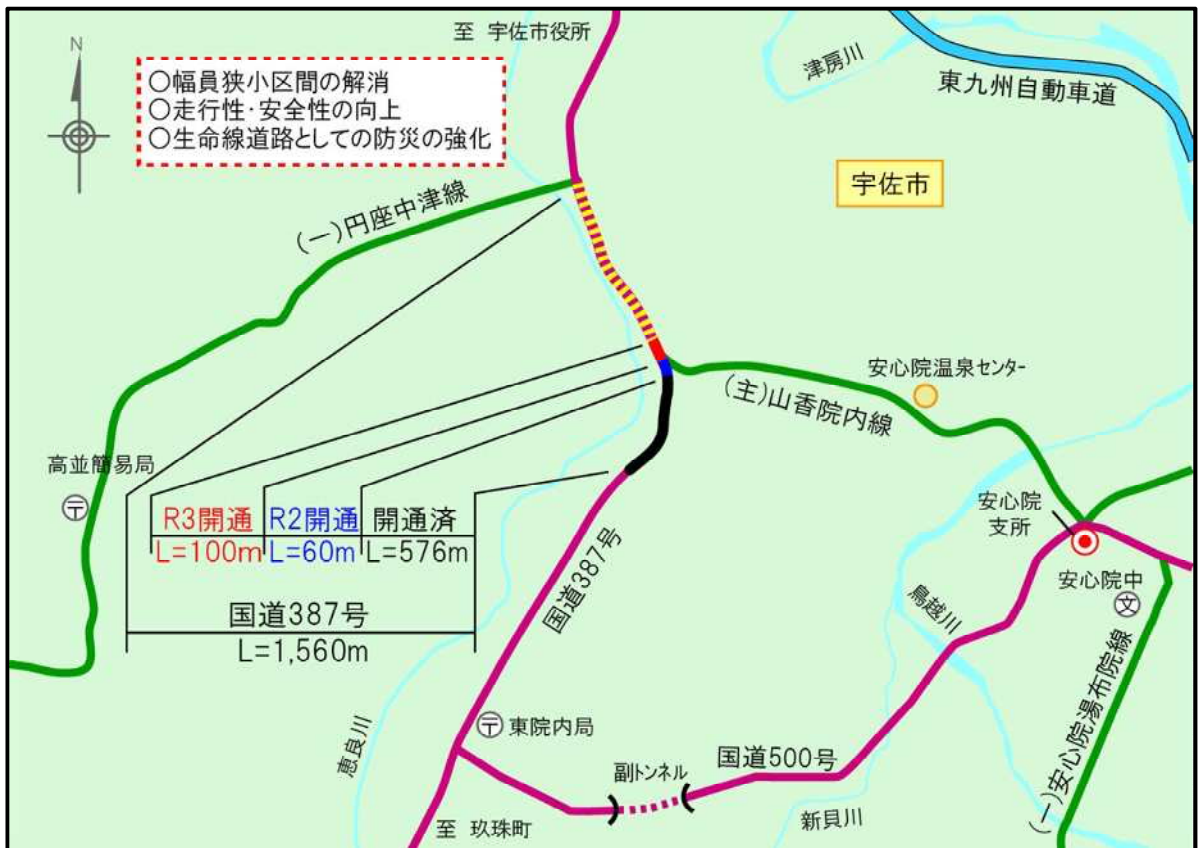 至 宇佐市役所
N
○幅員狭小区間の解消
○走行性・安全性の向上
○生命線道路としての防災の強化
津房川
東九州自動車道
宇佐市
(一)円座中津線
安心院温泉センター
(主)山香院内線
高並簡易局
〒
R3開通 R2開通 開通済
L=100m L=60m L=576m
国道387号
L=1,560m
国道387号
安心院
支所
安心院中
文
鳥越川
(一)安心院湯布院線
恵良川
〒 東院内局
国道500号
副トンネル
新貝川
至 玖珠町